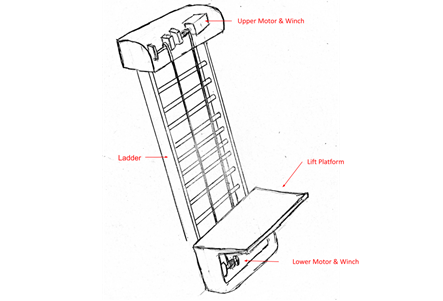 Upper Motor & Winch
Ladder
Lift Platform
Lower Motor & Winch